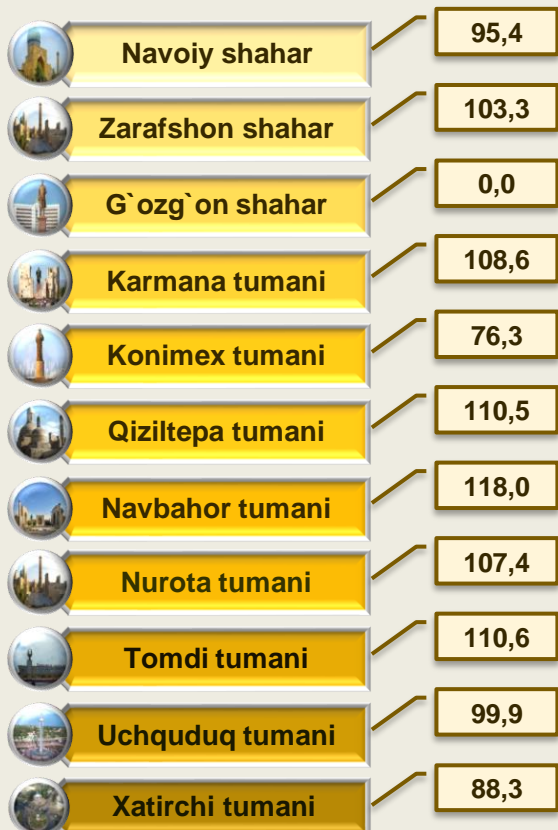 Navoiy shahar 95,4
Zarafshon shahar 103,3
G`ozg`on shahar 0,0
Karmana tumani 108,6
Konimex tumani 76,3
Qiziltepa tumani 110,5
Navbahor tumani 118,0
Nurota tumani 107,4
Tomdi tumani 110,6
Uchquduq tumani 99,9
Xatirchi tumani 88,3